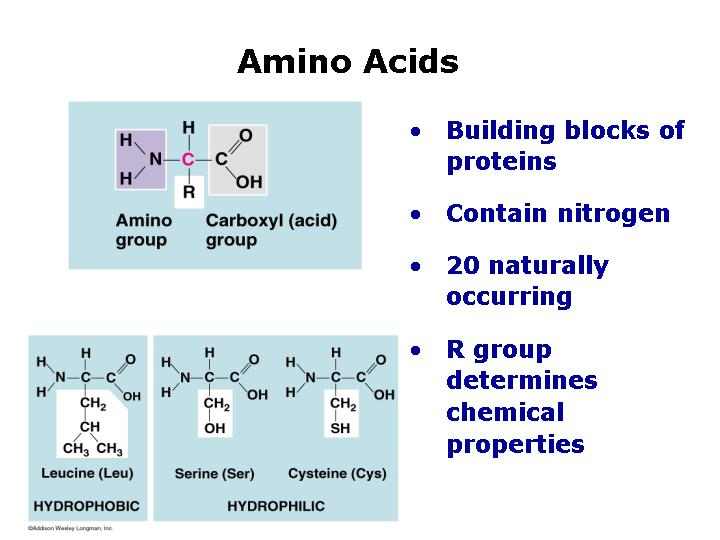 Amino Acids
H
H
H
N
C
C
O
OH
R
Amino group
Carboxyl (acid) group
• Building blocks of
proteins
• Contain nitrogen
• 20 naturally
occurring
• R group
determines
chemical
properties
H
H
H
N
C
C
O
OH
CH2
CH
CH3 CH3
Leucine (Leu)
HYDROPHOBIC
H
H
H
N
C
C
O
OH
CH2
OH
Serine (Ser)
H
H
H
N
C
C
O
OH
CH2
SH
Cysteine (Cys)
HYDROPHILIC
©Addison Wesley Longman, Inc.